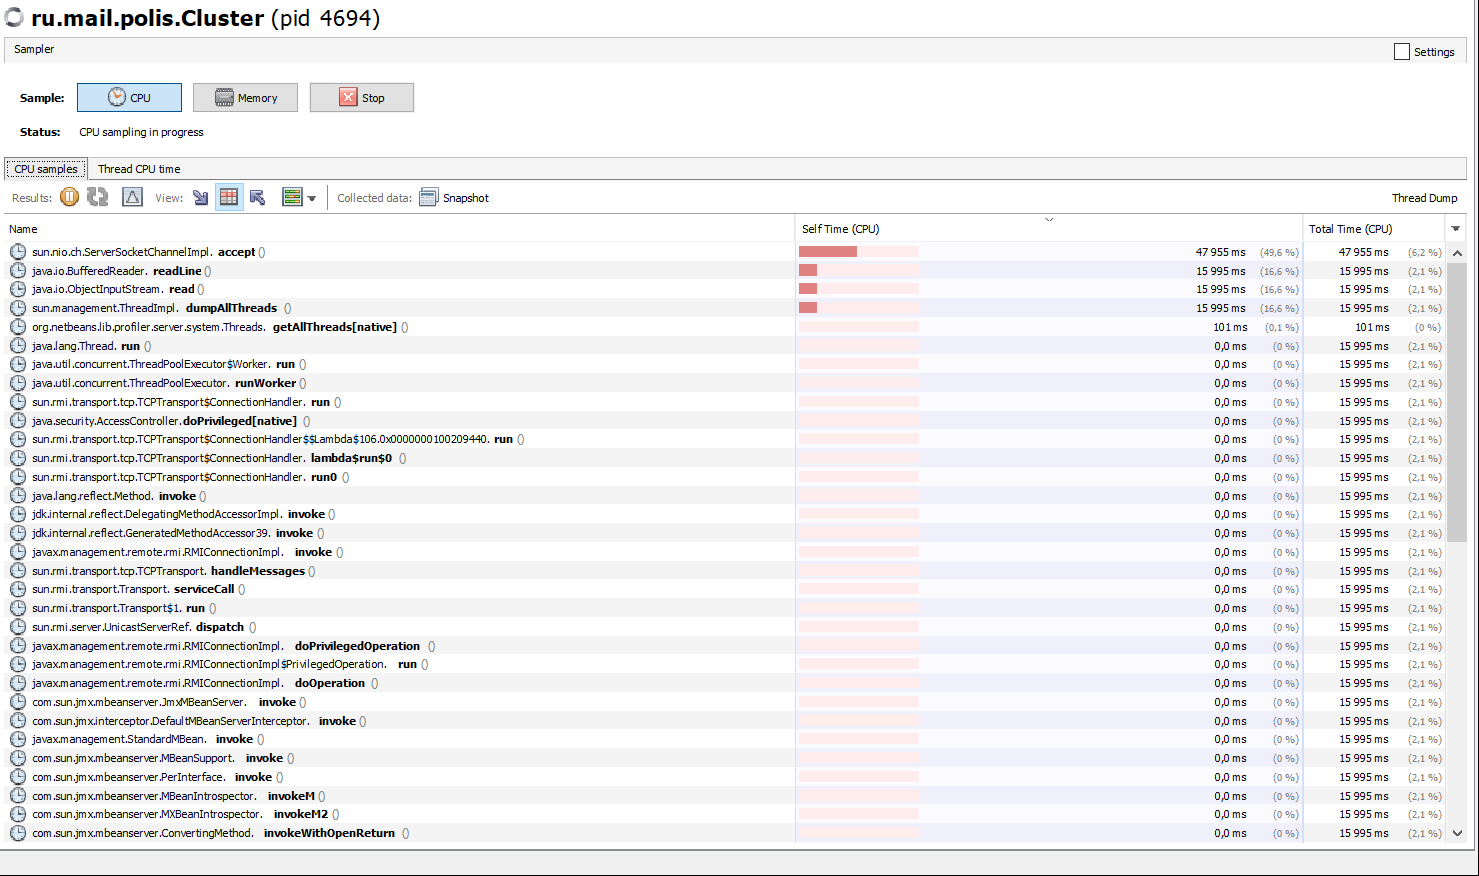 ru.mail.polis.Cluster (pid 4694)
Sampler
Settings
Sample: CPU Memory Stop
Status: CPU sampling in progress
CPU samples Thread CPU time
Results: View: Collected data: Snapshot Thread Dump
Name Self Time (CPU) Total Time (CPU)
sun.nio.ch.ServerSocketChannelImpl.accept () 47 955 ms (49,6 %) 47 955 ms (6,2 %)
java.io.BufferedReader.readLine () 15 995 ms (16,6 %) 15 995 ms (2,1 %)
java.io.ObjectInputStream.read () 15 995 ms (16,6 %) 15 995 ms (2,1 %)
sun.management.ThreadImpl.dumpAllThreads () 15 995 ms (16,6 %) 15 995 ms (2,1 %)
org.netbeans.lib.profiler.server.system.Threads.getAllThreads[native] () 101 ms (0,1 %) 101 ms (0 %)
java.lang.Thread.run () 0,0 ms (0 %) 15 995 ms (2,1 %)
java.util.concurrent.ThreadPoolExecutor$Worker.run () 0,0 ms (0 %) 15 995 ms (2,1 %)
java.util.concurrent.ThreadPoolExecutor.runWorker () 0,0 ms (0 %) 15 995 ms (2,1 %)
sun.rmi.transport.tcp.TCPTransport$ConnectionHandler.run () 0,0 ms (0 %) 15 995 ms (2,1 %)
java.security.AccessController.doPrivileged[native] () 0,0 ms (0 %) 15 995 ms (2,1 %)
sun.rmi.transport.tcp.TCPTransport$ConnectionHandler$$Lambda$106.0x0000000100209440.run () 0,0 ms (0 %) 15 995 ms (2,1 %)
sun.rmi.transport.tcp.TCPTransport$ConnectionHandler.lambda$run$0 () 0,0 ms (0 %) 15 995 ms (2,1 %)
sun.rmi.transport.tcp.TCPTransport$ConnectionHandler.run0 () 0,0 ms (0 %) 15 995 ms (2,1 %)
java.lang.reflect.Method.invoke () 0,0 ms (0 %) 15 995 ms (2,1 %)
jdk.internal.reflect.DelegatingMethodAccessorImpl.invoke () 0,0 ms (0 %) 15 995 ms (2,1 %)
jdk.internal.reflect.GeneratedMethodAccessor39.invoke () 0,0 ms (0 %) 15 995 ms (2,1 %)
javax.management.remote.rmi.RMIConnectionImpl.invoke () 0,0 ms (0 %) 15 995 ms (2,1 %)
sun.rmi.transport.tcp.TCPTransport.handleMessages () 0,0 ms (0 %) 15 995 ms (2,1 %)
sun.rmi.transport.Transport.serviceCall () 0,0 ms (0 %) 15 995 ms (2,1 %)
sun.rmi.transport.Transport$1.run () 0,0 ms (0 %) 15 995 ms (2,1 %)
sun.rmi.server.UnicastServerRef.dispatch () 0,0 ms (0 %) 15 995 ms (2,1 %)
javax.management.remote.rmi.RMIConnectionImpl.doPrivilegedOperation () 0,0 ms (0 %) 15 995 ms (2,1 %)
javax.management.remote.rmi.RMIConnectionImpl$PrivilegedOperation.run () 0,0 ms (0 %) 15 995 ms (2,1 %)
javax.management.remote.rmi.RMIConnectionImpl.doOperation () 0,0 ms (0 %) 15 995 ms (2,1 %)
com.sun.jmx.mbeanserver.JmxMBeanServer.invoke () 0,0 ms (0 %) 15 995 ms (2,1 %)
com.sun.jmx.interceptor.DefaultMBeanServerInterceptor.invoke () 0,0 ms (0 %) 15 995 ms (2,1 %)
javax.management.StandardMBean.invoke () 0,0 ms (0 %) 15 995 ms (2,1 %)
com.sun.jmx.mbeanserver.MBeanSupport.invoke () 0,0 ms (0 %) 15 995 ms (2,1 %)
com.sun.jmx.mbeanserver.PerInterface.invoke () 0,0 ms (0 %) 15 995 ms (2,1 %)
com.sun.jmx.mbeanserver.MBeanIntrospector.invokeM () 0,0 ms (0 %) 15 995 ms (2,1 %)
com.sun.jmx.mbeanserver.MXBeanIntrospector.invokeM2 () 0,0 ms (0 %) 15 995 ms (2,1 %)
com.sun.jmx.mbeanserver.ConvertingMethod.invokeWithOpenReturn () 0,0 ms (0 %) 15 995 ms (2,1 %)